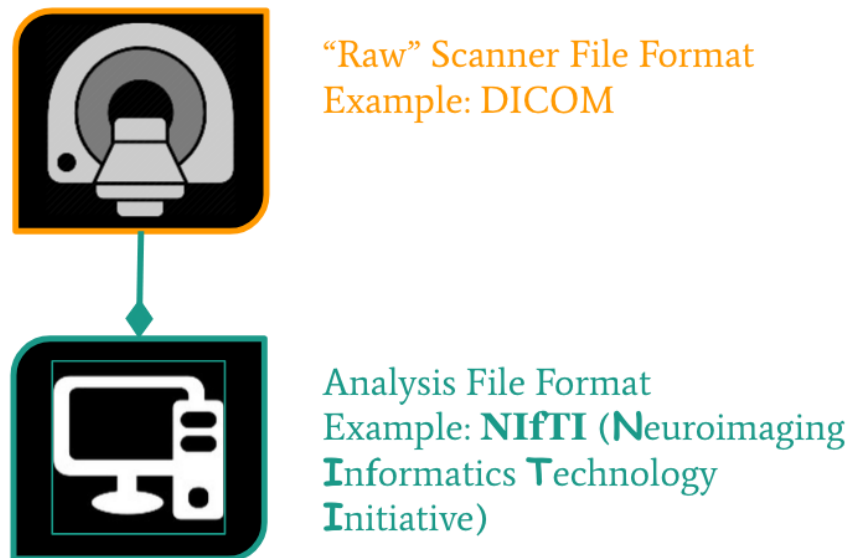 “Raw” Scanner File Format
Example: DICOM
Analysis File Format
Example: NIfTI (Neuroimaging
Informatics Technology
Initiative)